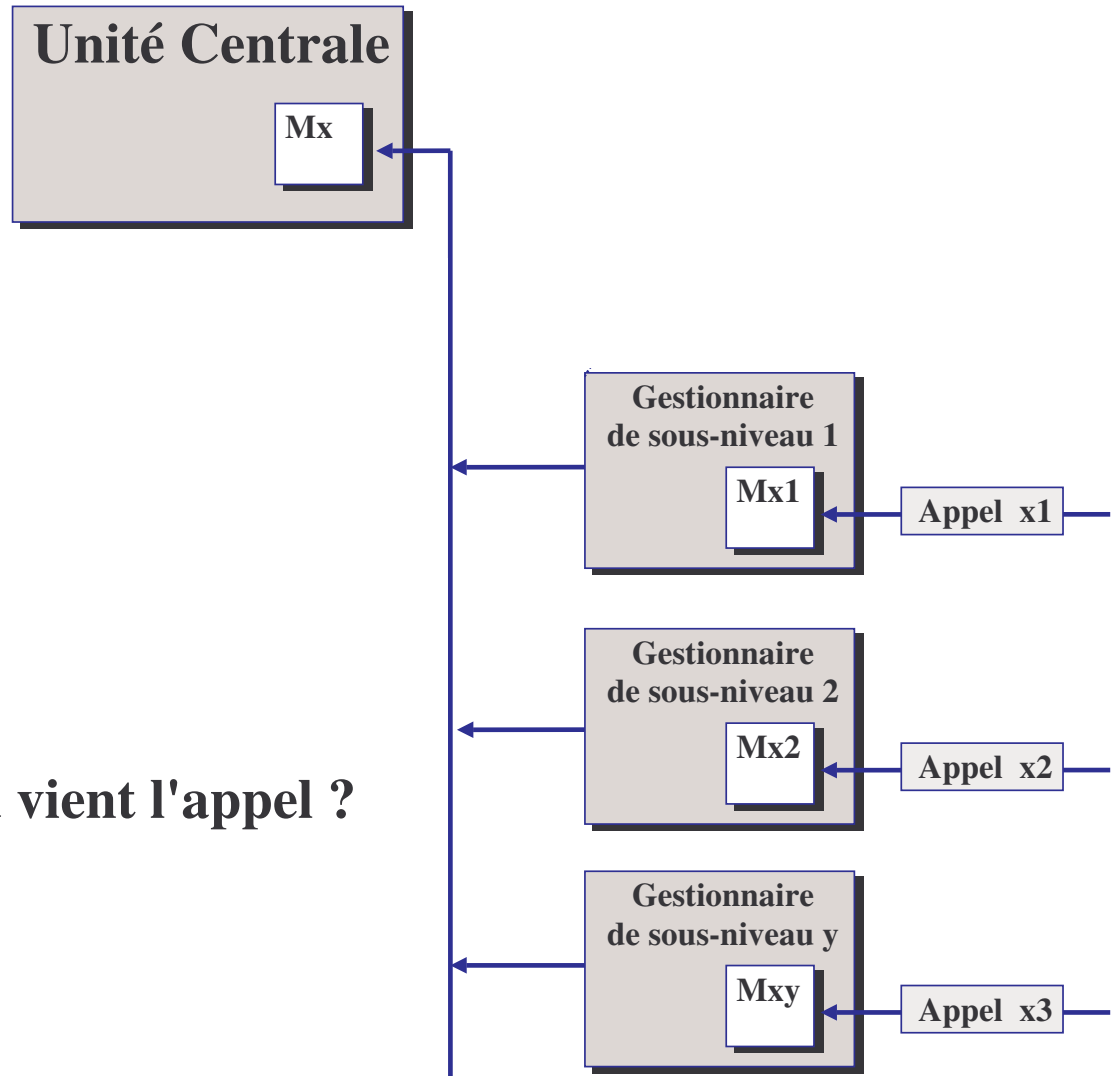 Unité Centrale
Mx
Gestionnaire
de sous-niveau 1
Mx1
Appel x1
Gestionnaire
de sous-niveau 2
Mx2
Appel x2
vient l'appel ?
Gestionnaire
de sous-niveau y
Mxy
Appel x3